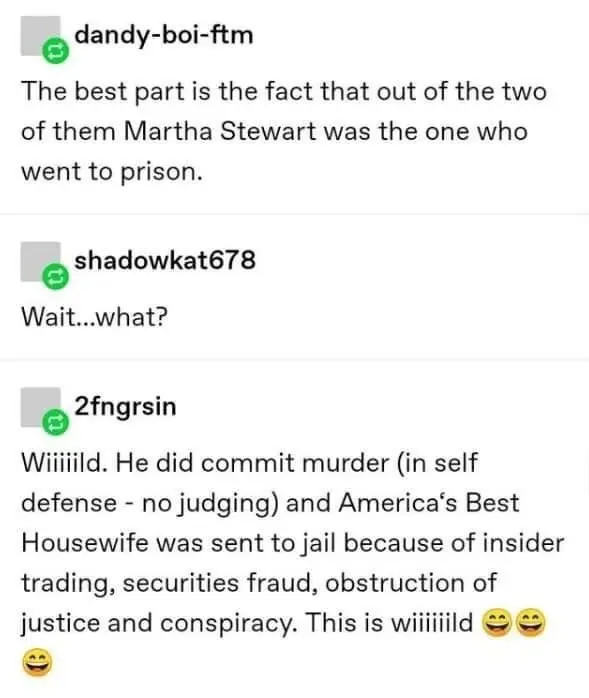 dandy-boi-ftm
The best part is the fact that out of the two
of them Martha Stewart was the one who
went to prison.
shadowkat678
Wait...what?
2fngrsin
Wiiiiild. He did commit murder (in self
defense - no judging) and America‘s Best
Housewife was sent to jail because of insider
trading, securities fraud, obstruction of
justice and conspiracy. This is wiiiiiild 😄😄
😄